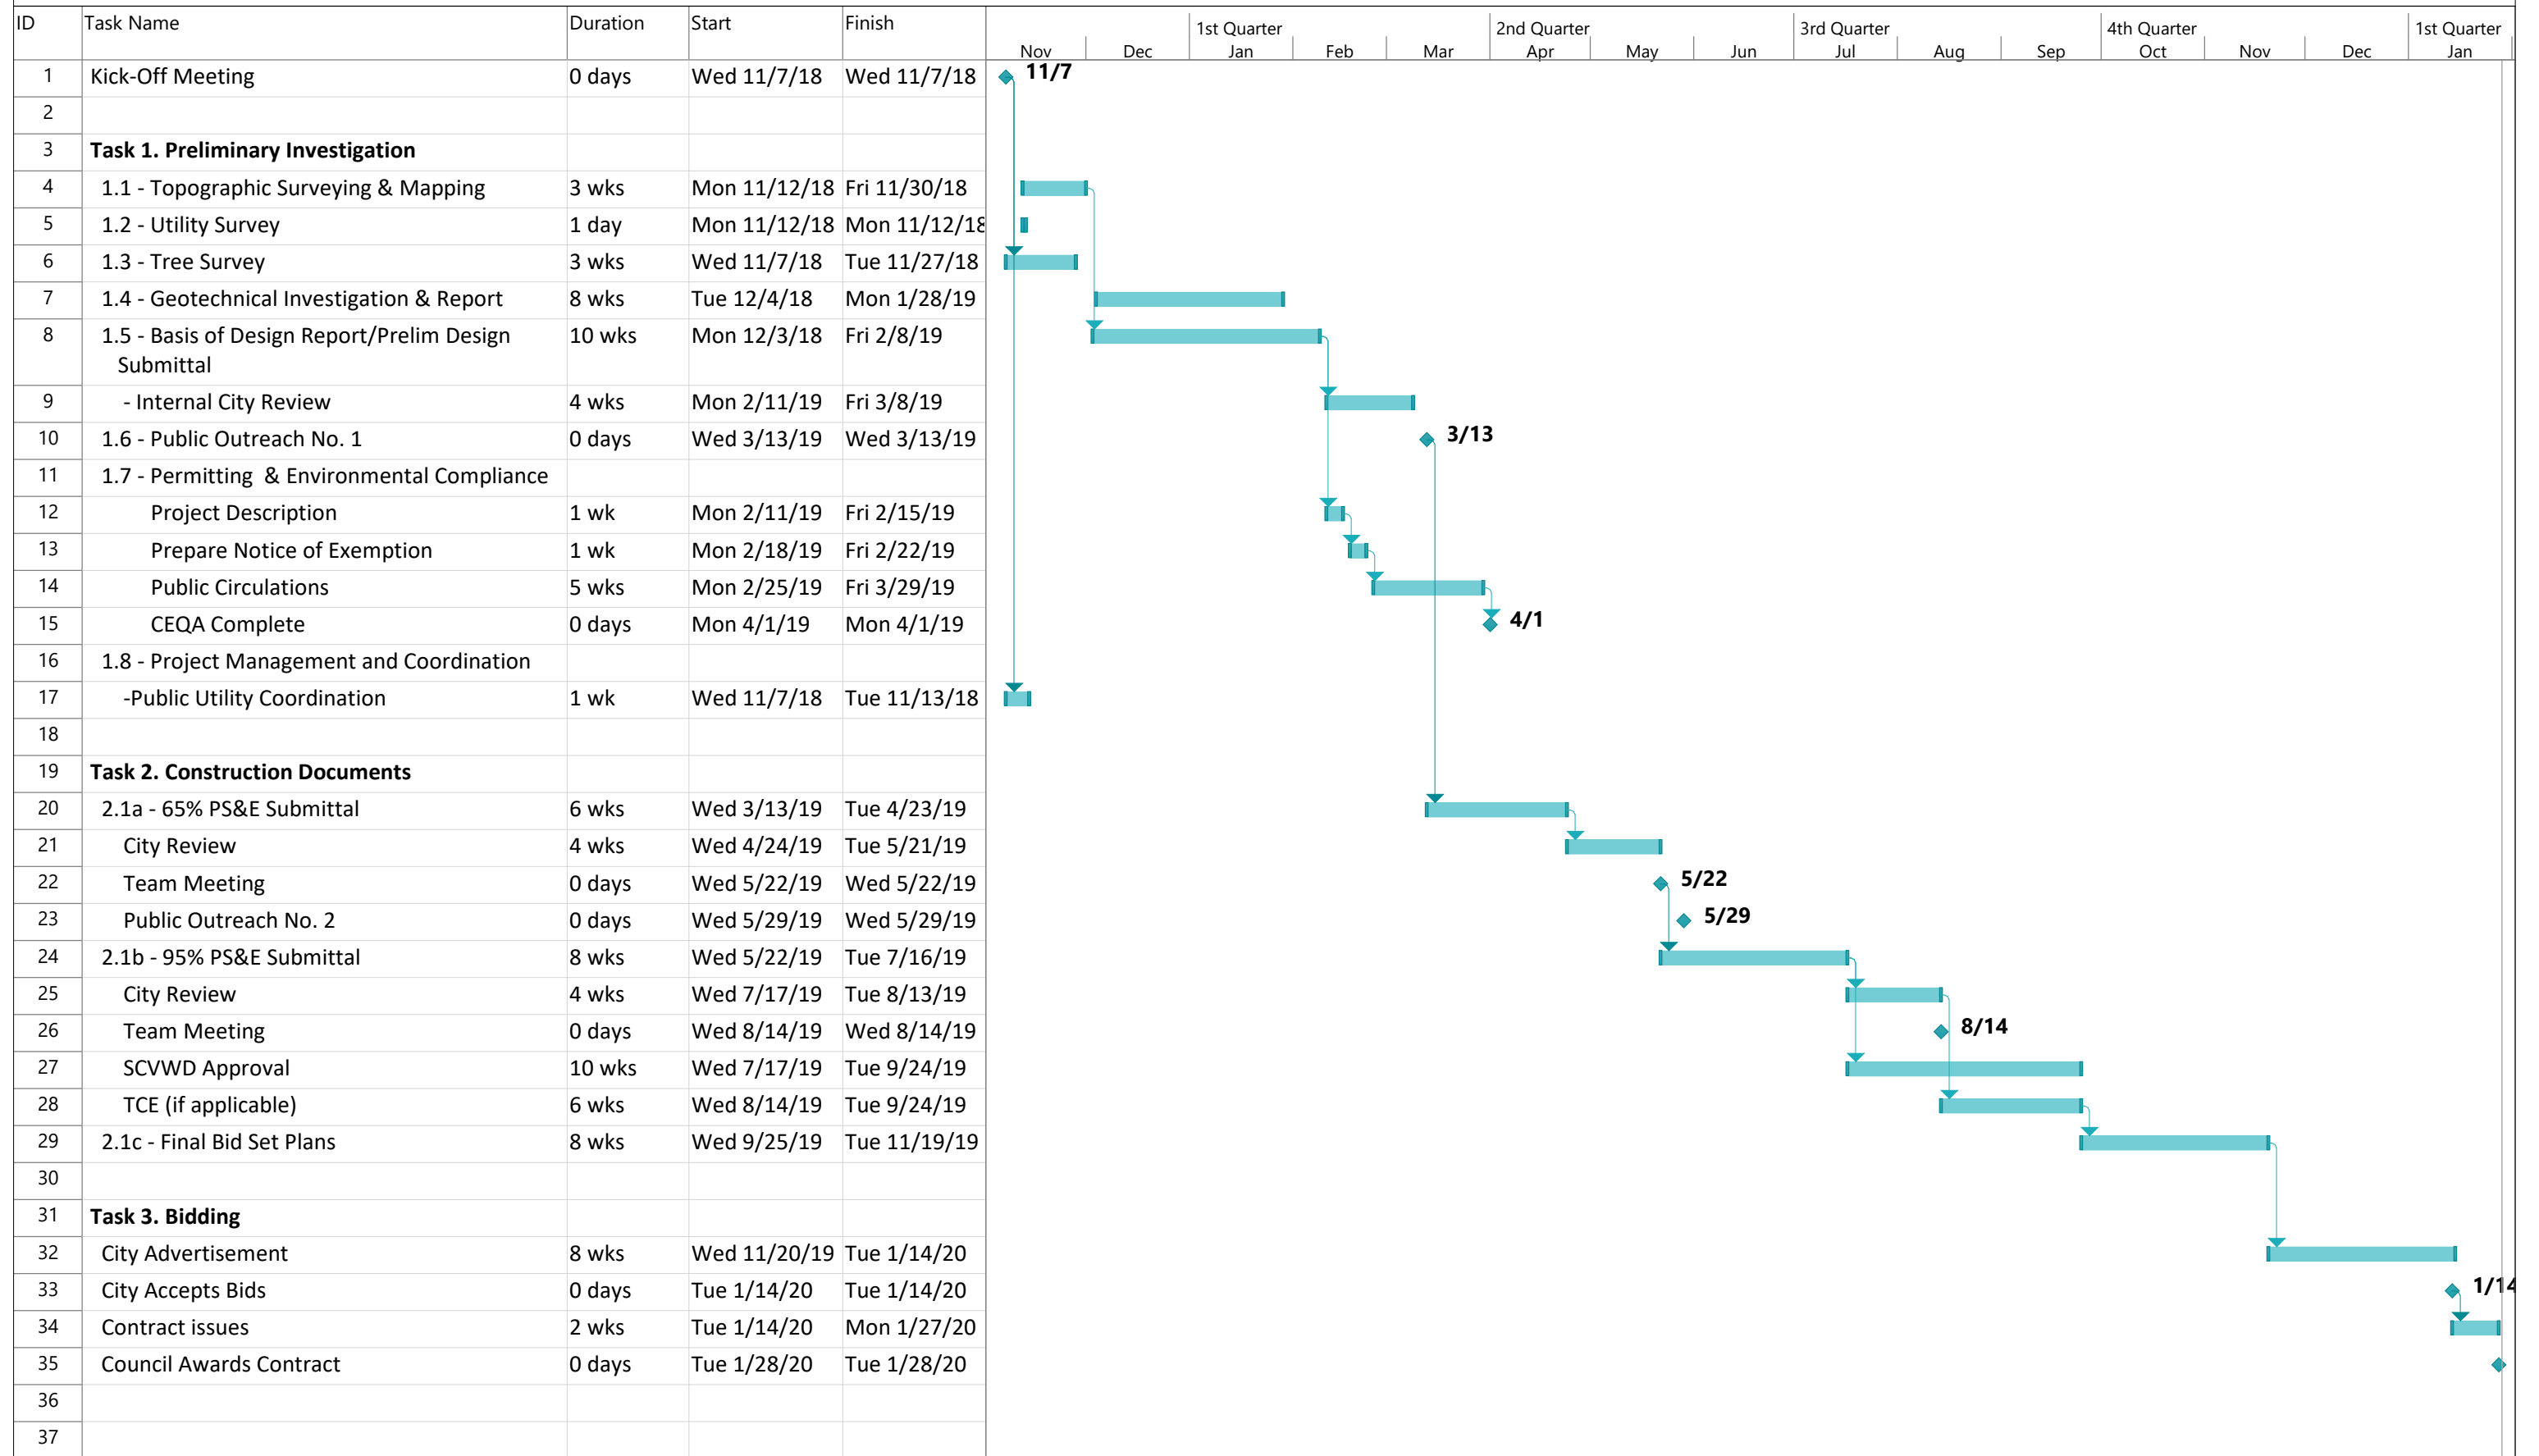 ID Task Name Duration Start Finish
1st Quarter 2nd Quarter 3rd Quarter 4th Quarter 1st Quarter
Nov Dec Jan Feb Mar Apr May Jun Jul Aug Sep Oct Nov Dec Jan
1 Kick-Off Meeting 0 days Wed 11/7/18 Wed 11/7/18 11/7
2
3 Task 1. Preliminary Investigation
4 1.1 - Topographic Surveying & Mapping 3 wks Mon 11/12/18 Fri 11/30/18
5 1.2 - Utility Survey 1 day Mon 11/12/18 Mon 11/12/18
6 1.3 - Tree Survey 3 wks Wed 11/7/18 Tue 11/27/18
7 1.4 - Geotechnical Investigation & Report 8 wks Tue 12/4/18 Mon 1/28/19
8 1.5 - Basis of Design Report/Prelim Design 10 wks Mon 12/3/18 Fri 2/8/19
Submittal
9 - Internal City Review 4 wks Mon 2/11/19 Fri 3/8/19
10 1.6 - Public Outreach No. 1 0 days Wed 3/13/19 Wed 3/13/19 3/13
11 1.7 - Permitting & Environmental Compliance
12 Project Description 1 wk Mon 2/11/19 Fri 2/15/19
13 Prepare Notice of Exemption 1 wk Mon 2/18/19 Fri 2/22/19
14 Public Circulations 5 wks Mon 2/25/19 Fri 3/29/19
15 CEQA Complete 0 days Mon 4/1/19 Mon 4/1/19 4/1
16 1.8 - Project Management and Coordination
17 -Public Utility Coordination 1 wk Wed 11/7/18 Tue 11/13/18
18
19 Task 2. Construction Documents
20 2.1a - 65% PS&E Submittal 6 wks Wed 3/13/19 Tue 4/23/19
21 City Review 4 wks Wed 4/24/19 Tue 5/21/19
22 Team Meeting 0 days Wed 5/22/19 Wed 5/22/19 5/22
23 Public Outreach No. 2 0 days Wed 5/29/19 Wed 5/29/19 5/29
24 2.1b - 95% PS&E Submittal 8 wks Wed 5/22/19 Tue 7/16/19
25 City Review 4 wks Wed 7/17/19 Tue 8/13/19
26 Team Meeting 0 days Wed 8/14/19 Wed 8/14/19 8/14
27 SCVWD Approval 10 wks Wed 7/17/19 Tue 9/24/19
28 TCE (if applicable) 6 wks Wed 8/14/19 Tue 9/24/19
29 2.1c - Final Bid Set Plans 8 wks Wed 9/25/19 Tue 11/19/19
30
31 Task 3. Bidding
32 City Advertisement 8 wks Wed 11/20/19 Tue 1/14/20
33 City Accepts Bids 0 days Tue 1/14/20 Tue 1/14/20 1/14
34 Contract issues 2 wks Tue 1/14/20 Mon 1/27/20
35 Council Awards Contract 0 days Tue 1/28/20 Tue 1/28/20
36
37